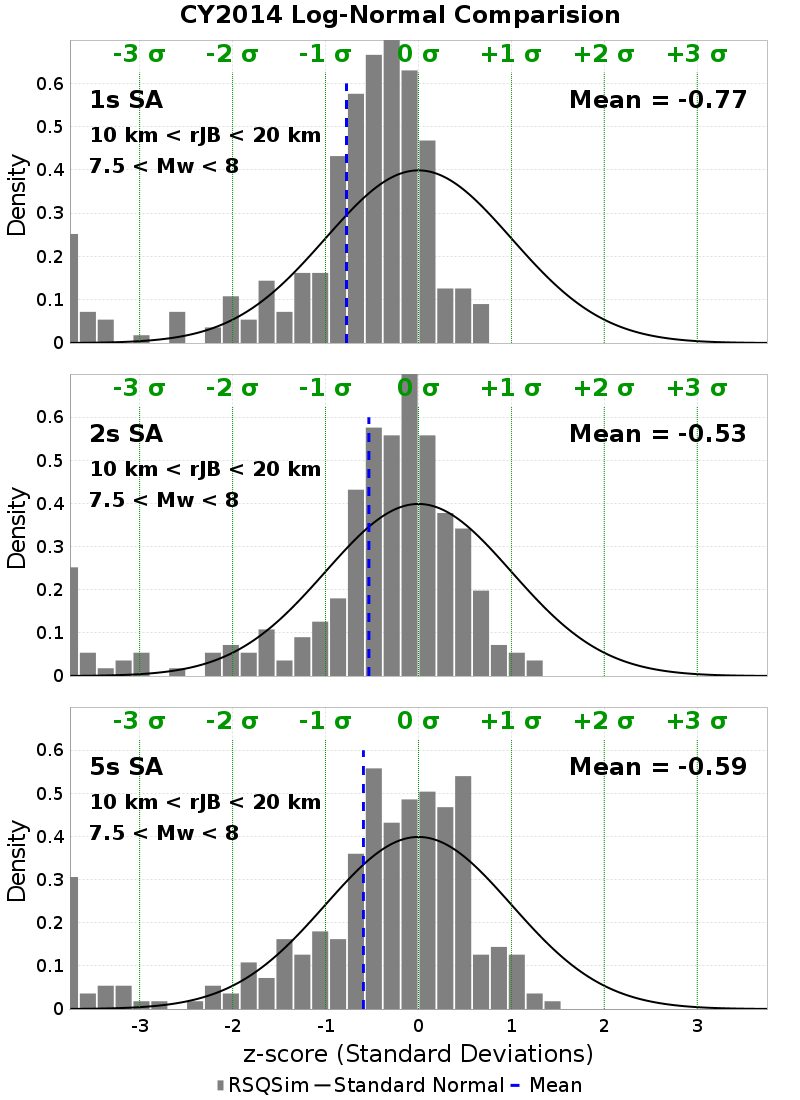 CY2014 Log-Normal Comparision
-3 σ -2 σ -1 σ 0 σ +1 σ +2 σ +3 σ
1s SA Mean = -0.77
10 km < rJB < 20 km
7.5 < Mw < 8
0.6
0.5
0.4
0.3
0.2
0.1
0
Density
-3 σ -2 σ -1 σ 0 σ +1 σ +2 σ +3 σ
2s SA Mean = -0.53
10 km < rJB < 20 km
7.5 < Mw < 8
0.6
0.5
0.4
0.3
0.2
0.1
0
Density
-3 σ -2 σ -1 σ 0 σ +1 σ +2 σ +3 σ
5s SA Mean = -0.59
10 km < rJB < 20 km
7.5 < Mw < 8
0.6
0.5
0.4
0.3
0.2
0.1
0
Density
-3 -2 -1 0 1 2 3
z-score (Standard Deviations)
RSQSim Standard Normal Mean